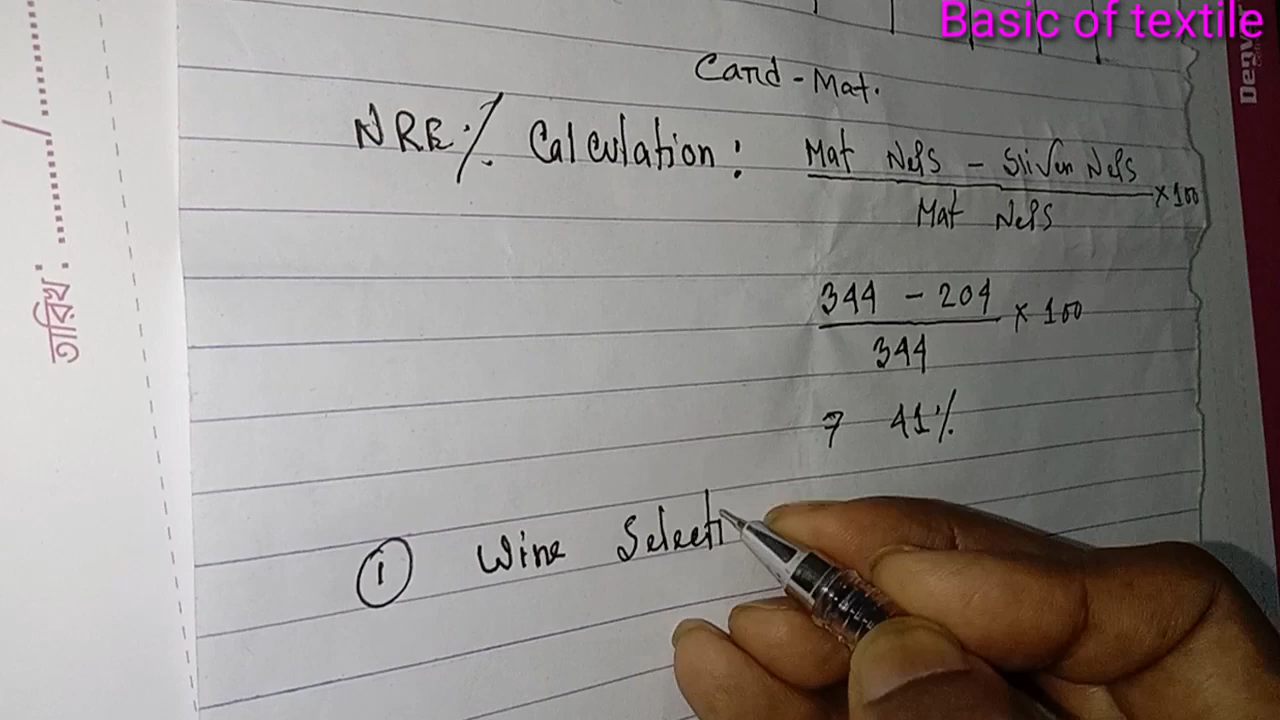 Basic of textile
Denv
Card - Mat.
NRE% Calculation : Mat Neps - Sliver Neps
Mat Neps
×100
344 - 204
344
× 100
7 41%
① Wire Selecti
তারিখ : ............/............